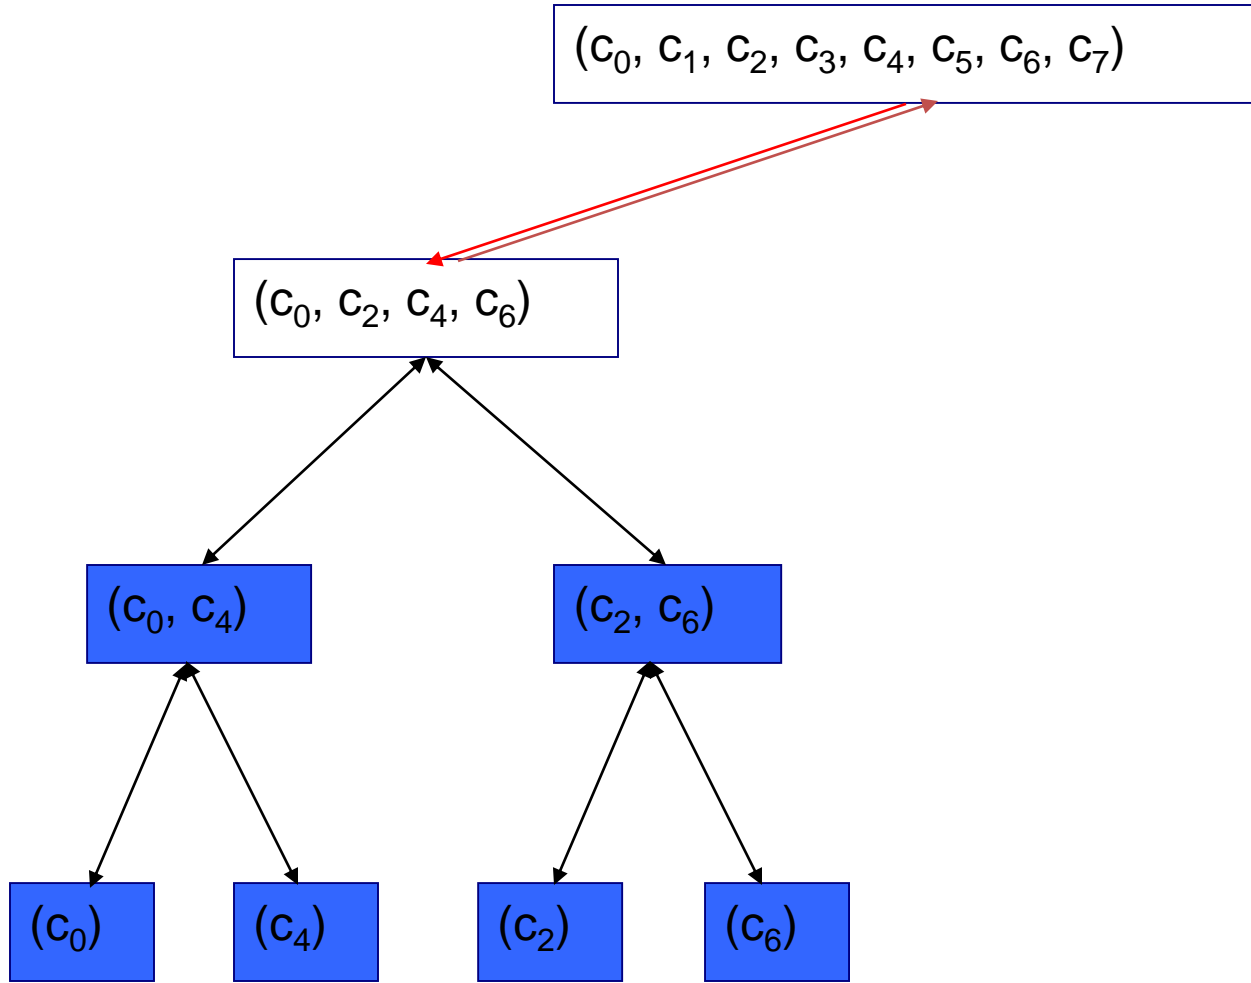 (c₀, c₁, c₂, c₃, c₄, c₅, c₆, c₇)
(c₀, c₂, c₄, c₆)
(c₀, c₄)
(c₂, c₆)
(c₀)
(c₄)
(c₂)
(c₆)